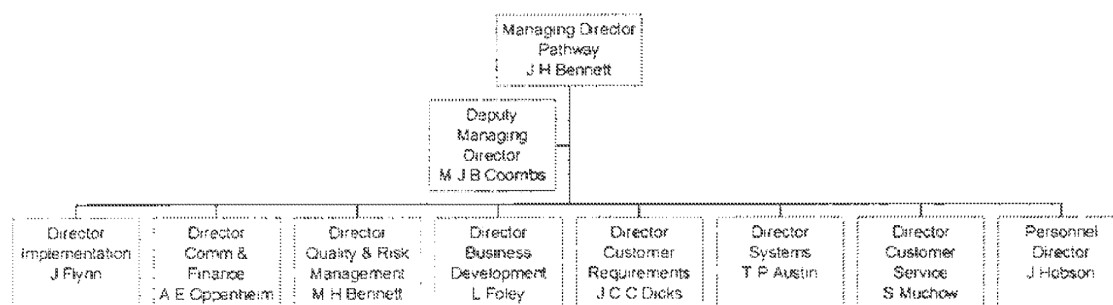 Managing Director
Pathway
J H Bennett
Deputy
Managing
Director
M J B Coombs
Director
Implementation
J Flynn
Director
Comm &
Finance
A E Oppenheim
Director
Quality & Risk
Management
M H Bennett
Director
Business
Development
L Foley
Director
Customer
Requirements
J C C Dicks
Director
Systems
T P Austin
Director
Customer
Service
S Muchow
Personnel
Director
J Hobson